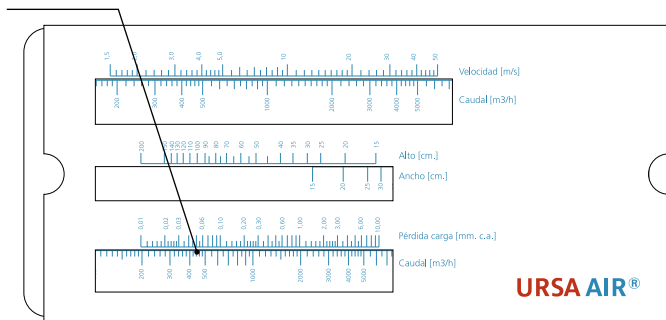 1,5 2,0 3,0 4,0 5,0 10 20 30 40 50
Velocidad [m/s]
200 300 400 500 1000 2000 3000 4000 5000
Caudal [m3/h]
200 150 140 130 120 110 100 90 80 70 60 50 40 35 30 25 20 15
Alto [cm.]
15 20 25 30
Ancho [cm.]
0,01 0,02 0,03 0,06 0,10 0,20 0,30 0,60 1,00 2,00 3,00 6,00 10,00
Pérdida carga [mm. c.a.]
200 300 400 500 1000 2000 3000 4000 5000
Caudal [m3/h]
URSA AIR®